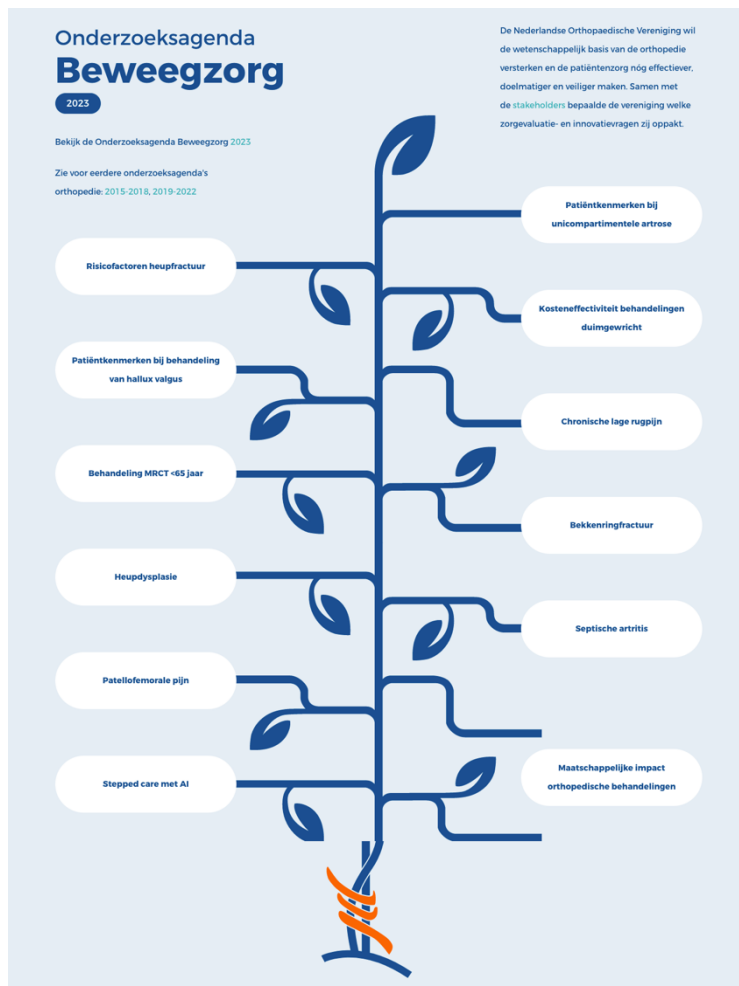 Onderzoeksagenda
Beweegzorg
2023
Bekijk de Onderzoeksagenda Beweegzorg 2023
Zie voor eerdere onderzoeksagenda's
orthopedie: 2015-2018, 2019-2022
De Nederlandse Orthopaedische Vereniging wil
de wetenschappelijk basis van de orthopedie
versterken en de patiëntenzorg nóg effectiever,
doelmatiger en veiliger maken. Samen met
de stakeholders bepaalde de vereniging welke
zorgevaluatie- en innovatievragen zij oppakt.
Patiëntkenmerken bij
unicompartimentele artrose
Risicofactoren heupfractuur
Kosteneffectiviteit behandelingen
duimgewricht
Patiëntkenmerken bij behandeling
van hallux valgus
Chronische lage rugpijn
Behandeling MRCT <65 jaar
Bekkenringfractuur
Heupdysplasie
Septische artritis
Patellofemorale pijn
Maatschappelijke impact
orthopedische behandelingen
Stepped care met AI